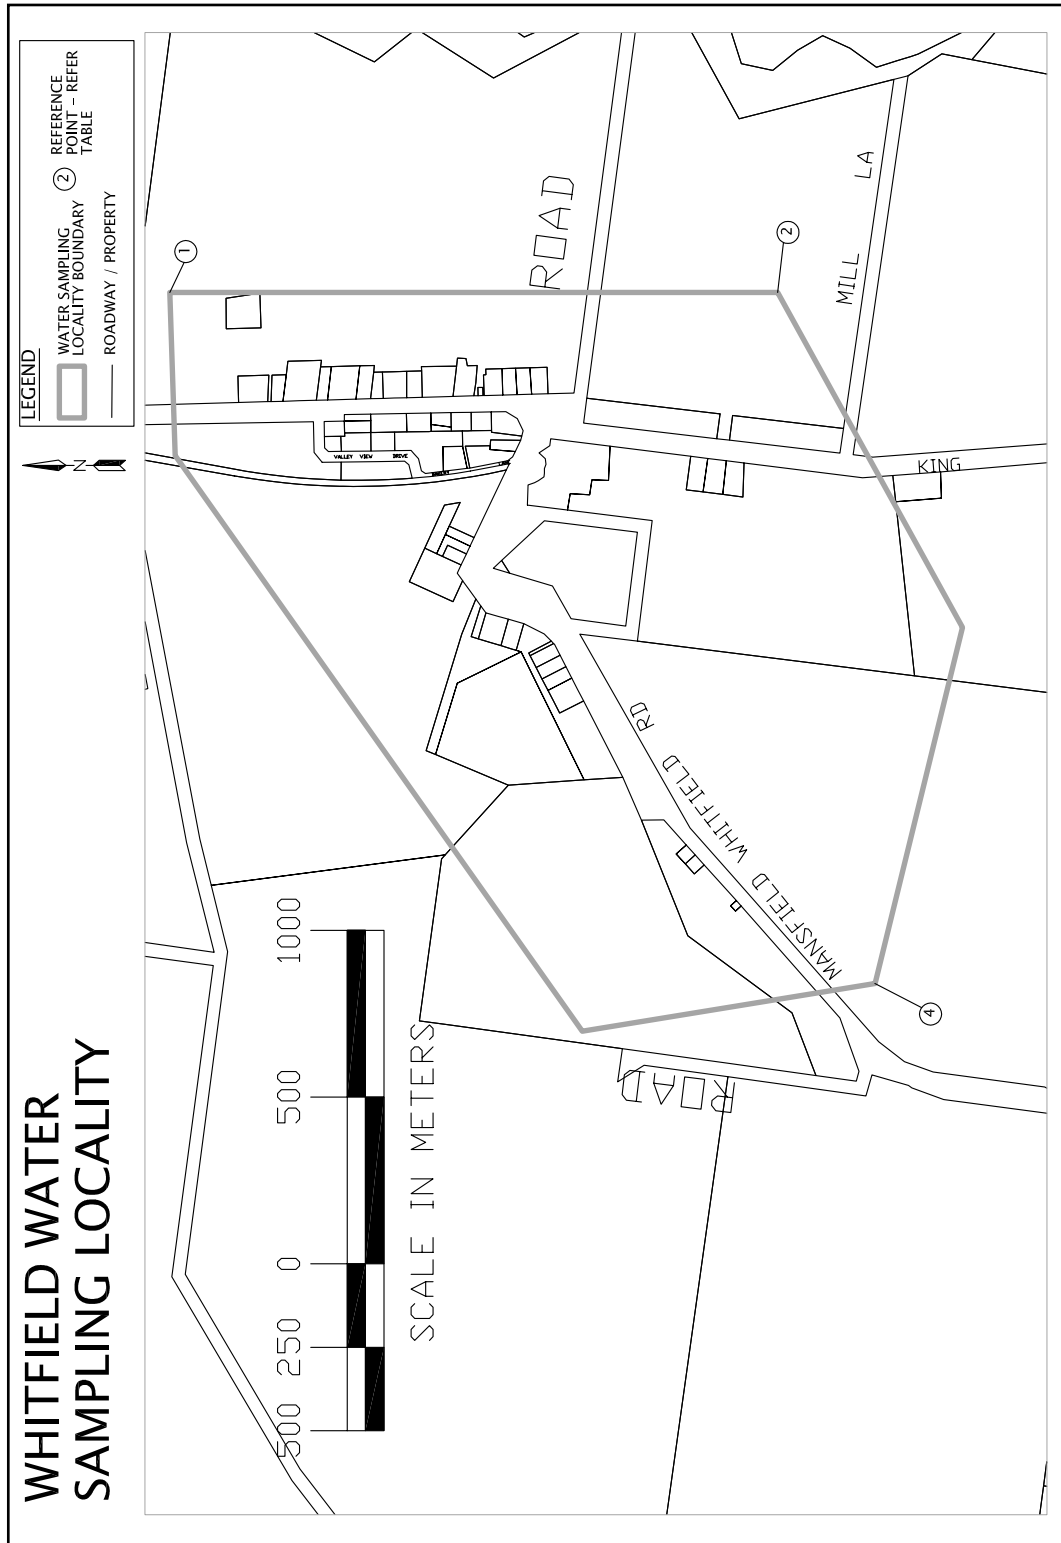 WHITFIELD WATER
SAMPLING LOCALITY
LEGEND
WATER SAMPLING
LOCALITY BOUNDARY
ROADWAY / PROPERTY
2
REFERENCE
POINT – REFER
TABLE
N
500 250 0 500 1000
SCALE IN METERS
1
2
4
ROAD
ROAD
MILL LA
KING
VALLEY VIEW DRIVE
MANSFIELD WHITFIELD RD